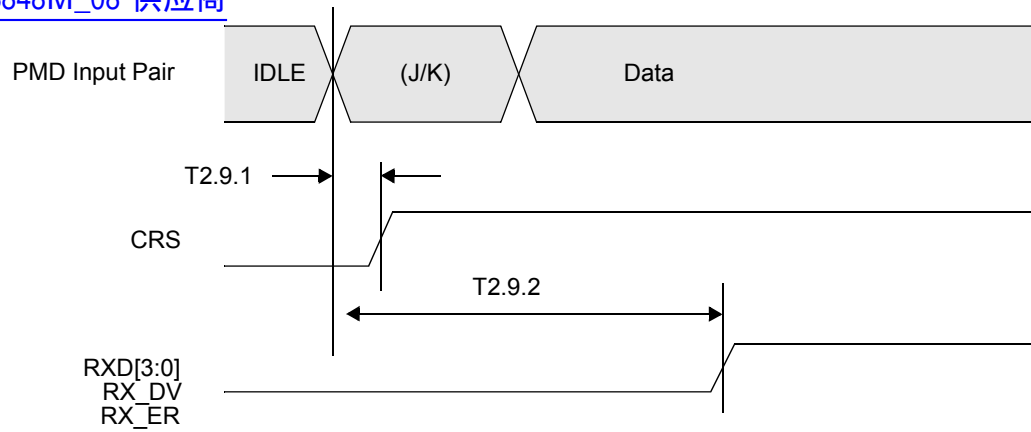 PMD Input Pair
IDLE
(J/K)
Data
T2.9.1
CRS
T2.9.2
RXD[3:0]
RX_DV
RX_ER